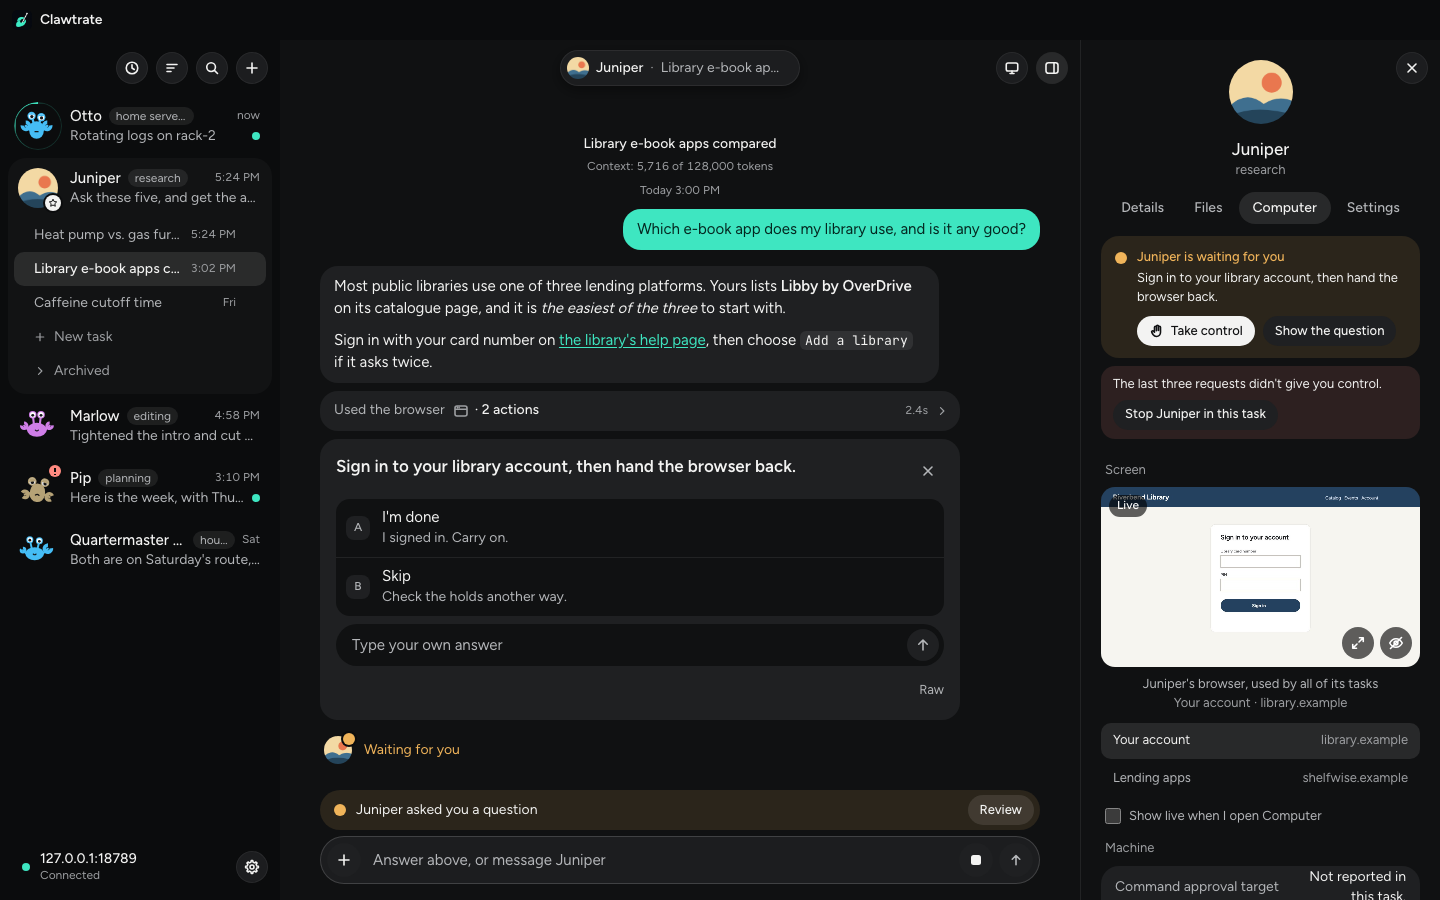 Clawtrate
Otto home serve... now
Rotating logs on rack-2
Juniper research 5:24 PM
Ask these five, and get the a...
Heat pump vs. gas fur... 5:24 PM
Library e-book apps c... 3:02 PM
Caffeine cutoff time Fri
New task
Archived
Marlow editing 4:58 PM
Tightened the intro and cut ...
Pip planning 3:10 PM
Here is the week, with Thu...
Quartermaster ... hou... Sat
Both are on Saturday's route,...
127.0.0.1:18789
Connected
Juniper · Library e-book ap...
Library e-book apps compared
Context: 5,716 of 128,000 tokens
Today 3:00 PM
Which e-book app does my library use, and is it any good?
Most public libraries use one of three lending platforms. Yours lists Libby by OverDrive
on its catalogue page, and it is the easiest of the three to start with.
Sign in with your card number on the library's help page, then choose Add a library
if it asks twice.
Used the browser · 2 actions 2.4s
Sign in to your library account, then hand the browser back.
A I'm done
I signed in. Carry on.
B Skip
Check the holds another way.
Type your own answer
Raw
Waiting for you
Juniper asked you a question Review
Answer above, or message Juniper
Juniper
research
Details Files Computer Settings
Juniper is waiting for you
Sign in to your library account, then hand the
browser back.
Take control Show the question
The last three requests didn't give you control.
Stop Juniper in this task
Screen
Riverbend Library Catalog Events Account
Live
Sign in to your account
Library card number
PIN
Sign in
Juniper's browser, used by all of its tasks
Your account · library.example
Your account library.example
Lending apps shelfwise.example
Show live when I open Computer
Machine
Command approval target Not reported in
this task.